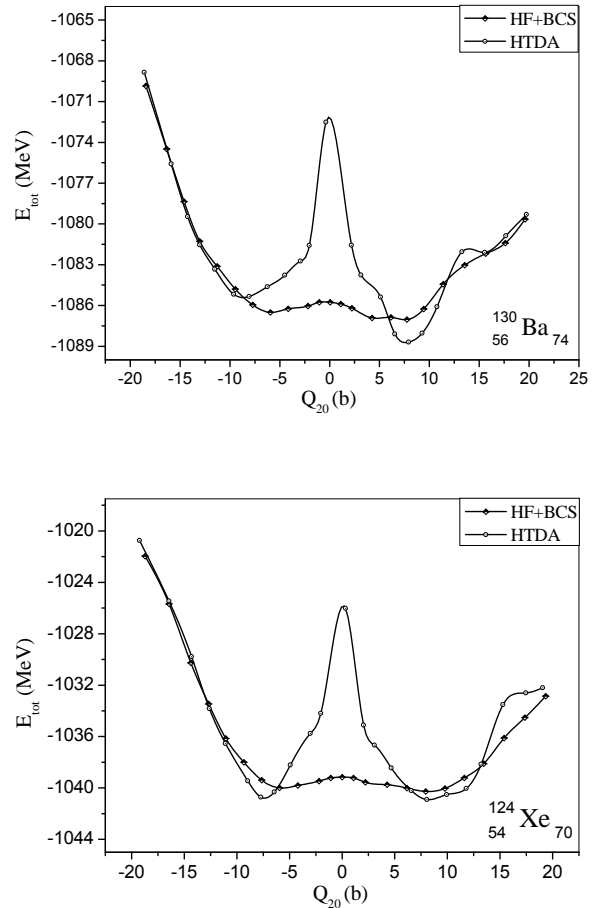 -1065
-1068
-1071
-1074
-1077
-1080
-1083
-1086
-1089
E_tot (MeV)
HF+BCS
HTDA
130
56 Ba 74
-20 -15 -10 -5 0 5 10 15 20 25
Q_20 (b)
-1020
-1024
-1028
-1032
-1036
-1040
-1044
E_tot (MeV)
HF+BCS
HTDA
124
54 Xe 70
-20 -15 -10 -5 0 5 10 15 20
Q_20 (b)